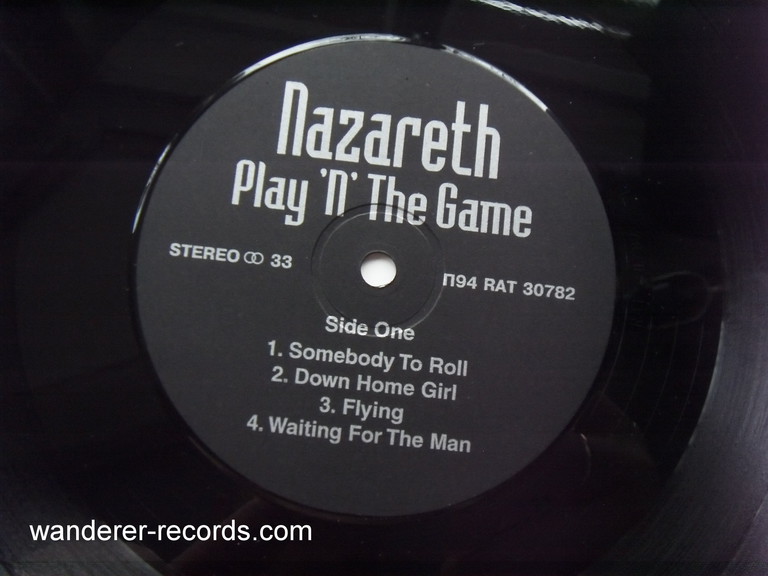 Nazareth
Play 'N' The Game
STEREO ⚭ 33
П94 RAT 30782
Side One
1. Somebody To Roll
2. Down Home Girl
3. Flying
4. Waiting For The Man
wanderer-records.com